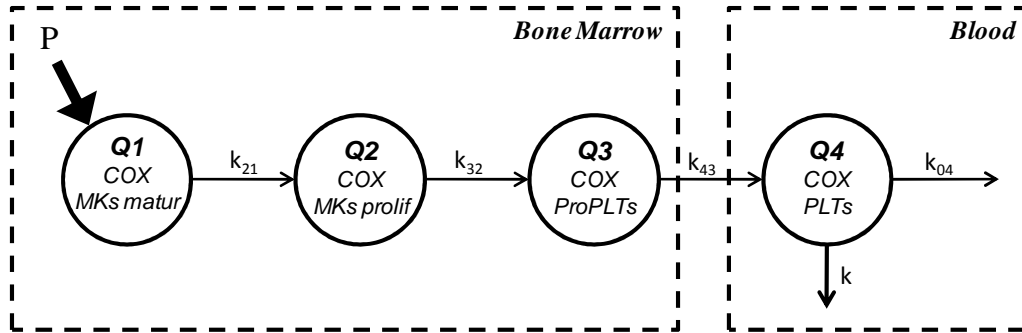 Bone Marrow
Blood
P
Q1
COX
MKs matur
k21
Q2
COX
MKs prolif
k32
Q3
COX
ProPLTs
k43
Q4
COX
PLTs
k04
k